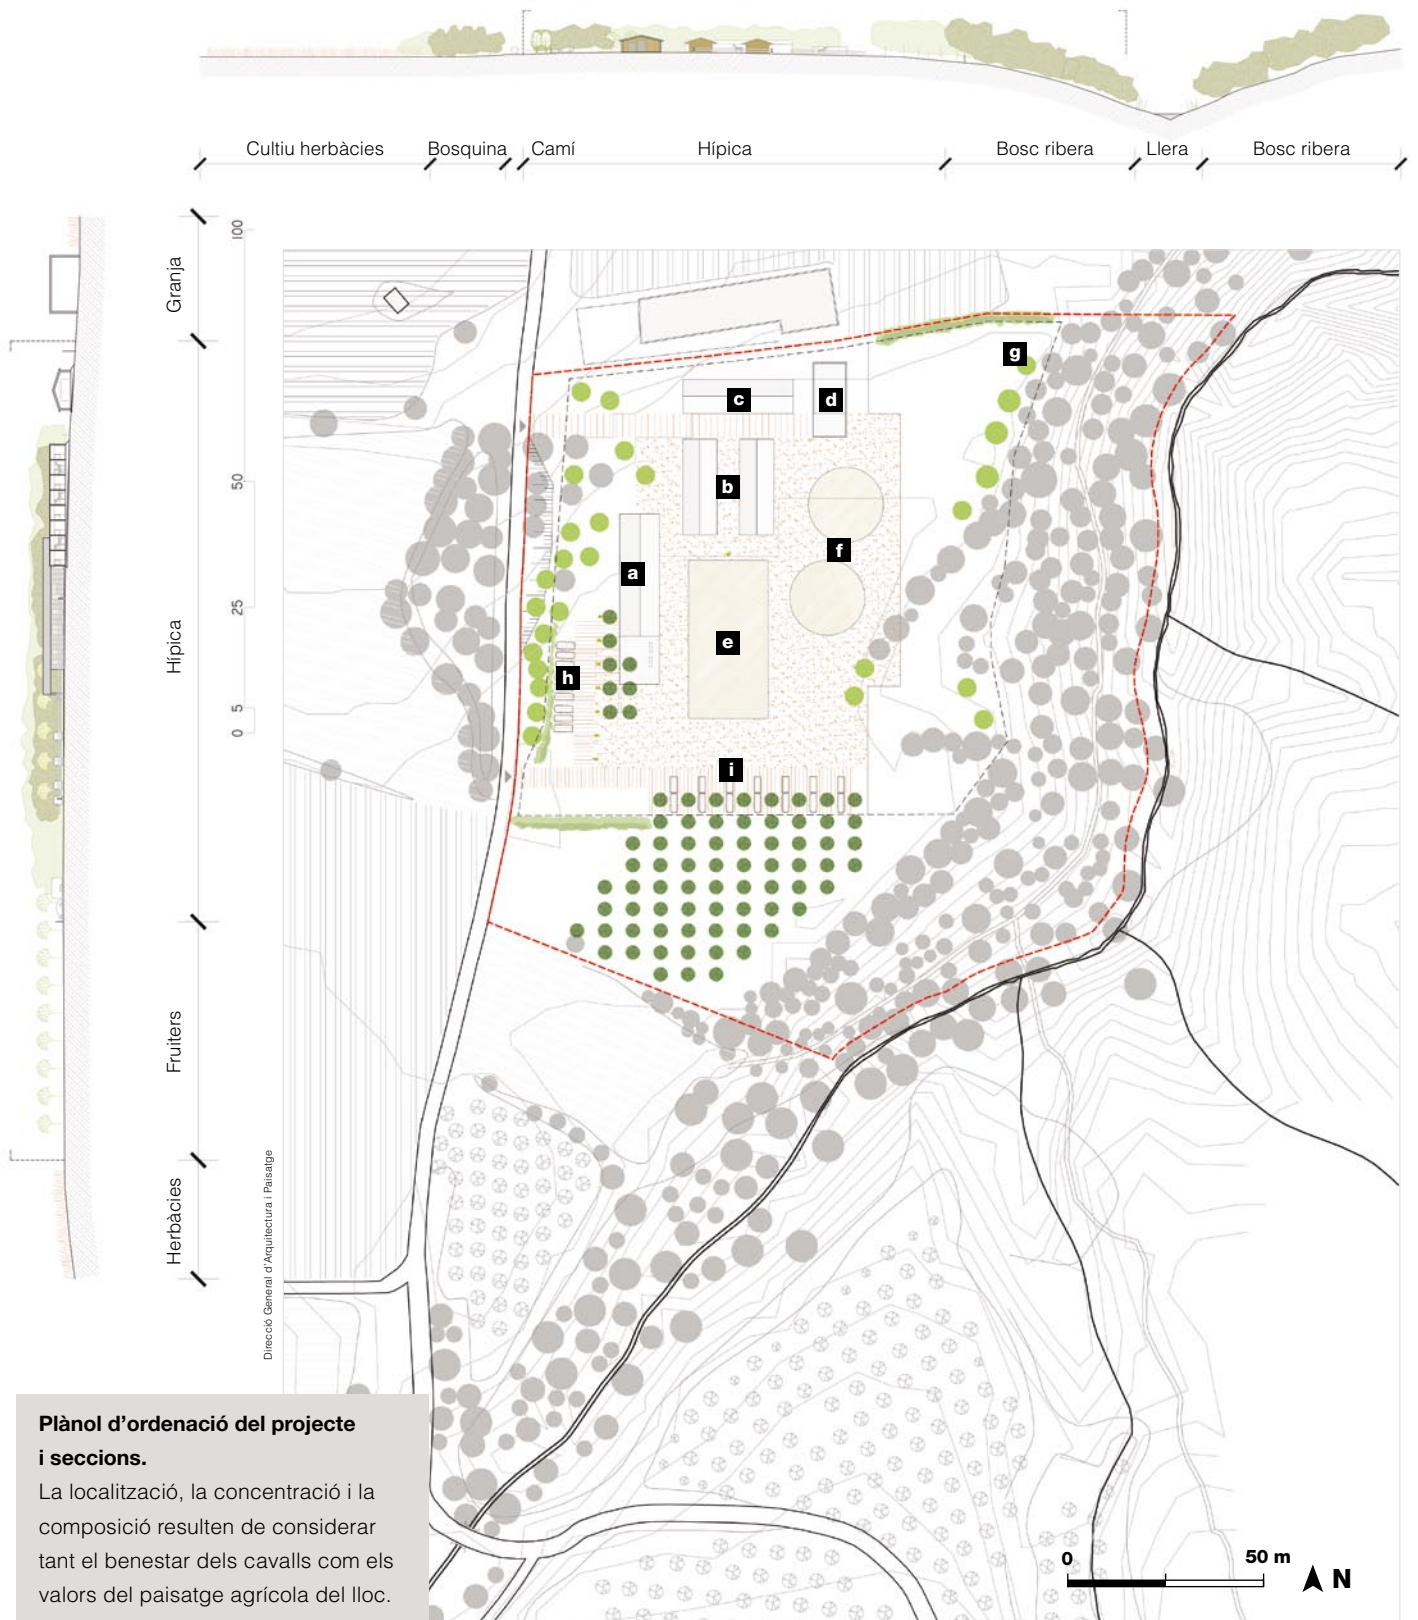 Cultiu herbàcies
Bosquina
Camí
Hípica
Bosc ribera
Llera
Bosc ribera
Granja
Hípica
Fruiters
Herbàcies
100
50
25
5
0
g
c
d
b
f
a
e
h
i
Direcció General d'Arquitectura i Paisatge
Plànol d'ordenació del projecte
i seccions.
La localització, la concentració i la
composició resulten de considerar
tant el benestar dels cavalls com els
valors del paisatge agrícola del lloc.
0 50 m
N